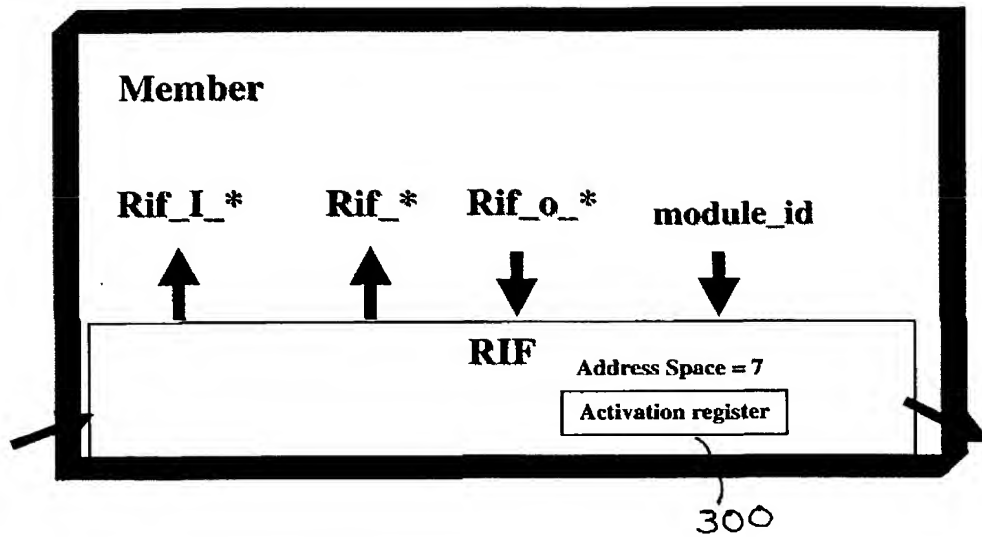 Member
Rif_I_* Rif_* Rif_o_* module_id
RIF
Address Space = 7
Activation register
300